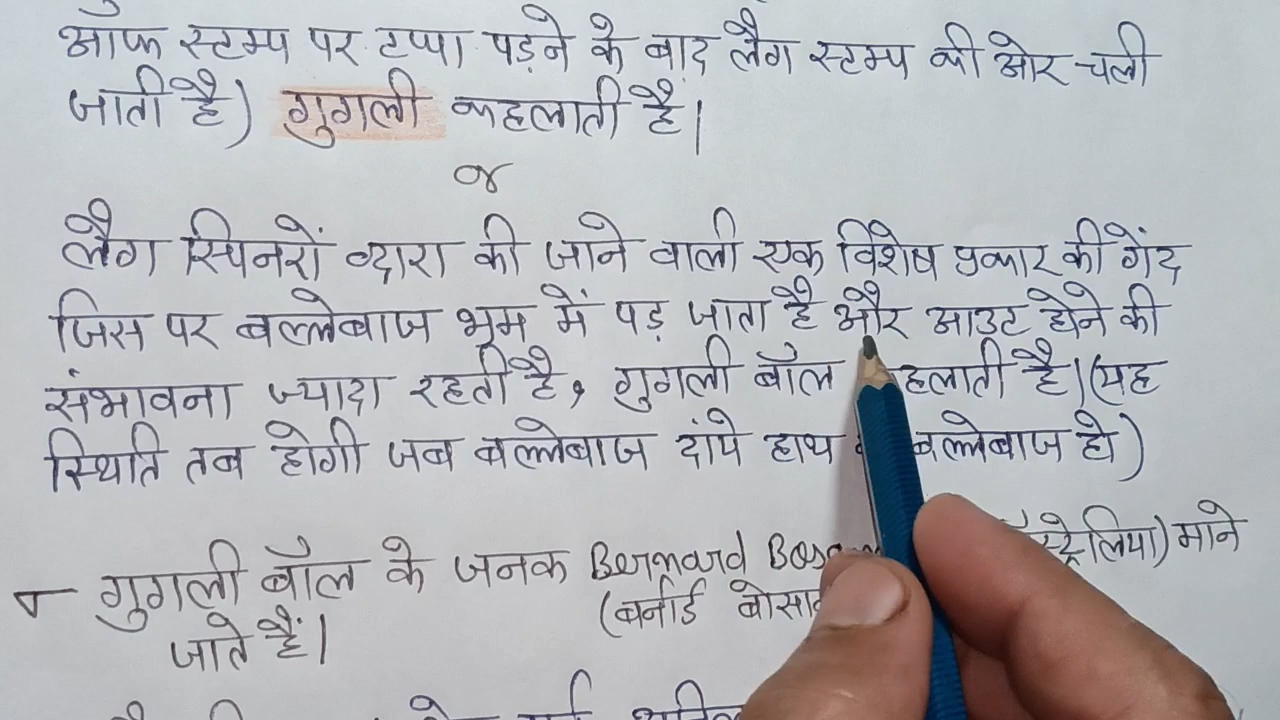 ऑफ स्टम्प पर टप्पा पड़ने के बाद लैग स्टम्प की ओर चली
जाती है) गुगली कहलाती है।
or
लैग स्पिनरों व्दारा की जाने वाली एक विशेष प्रकार की गेंद
जिस पर बल्लेबाज भ्रम में पड़ जाता है और आउट होने की
संभावना ज्यादा रहती है, गुगली बॉल हलाती है। (यह
स्थिति तब होगी जब बल्लेबाज दांये हाथ बल्लेबाज हो)
गुगली बॉल के जनक Bernard Bosa माने
(बर्नार्ड बोसा
जाते हैं।